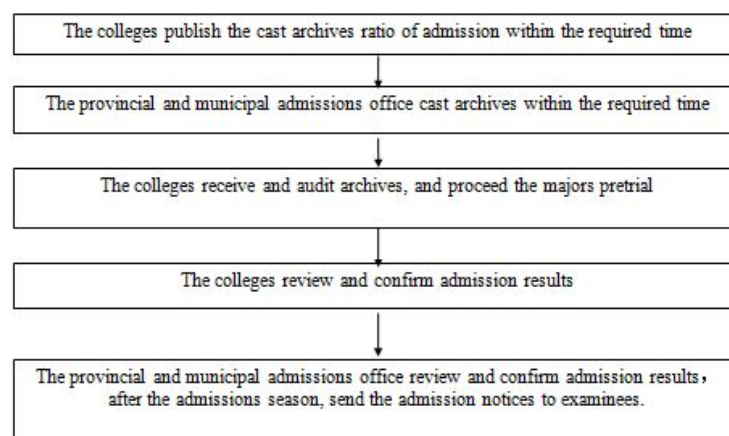 The colleges publish the cast archives ratio of admission within the required time
The provincial and municipal admissions office cast archives within the required time
The colleges receive and audit archives, and proceed the majors pretrial
The colleges review and confirm admission results
The provincial and municipal admissions office review and confirm admission results，
after the admissions season, send the admission notices to examinees.